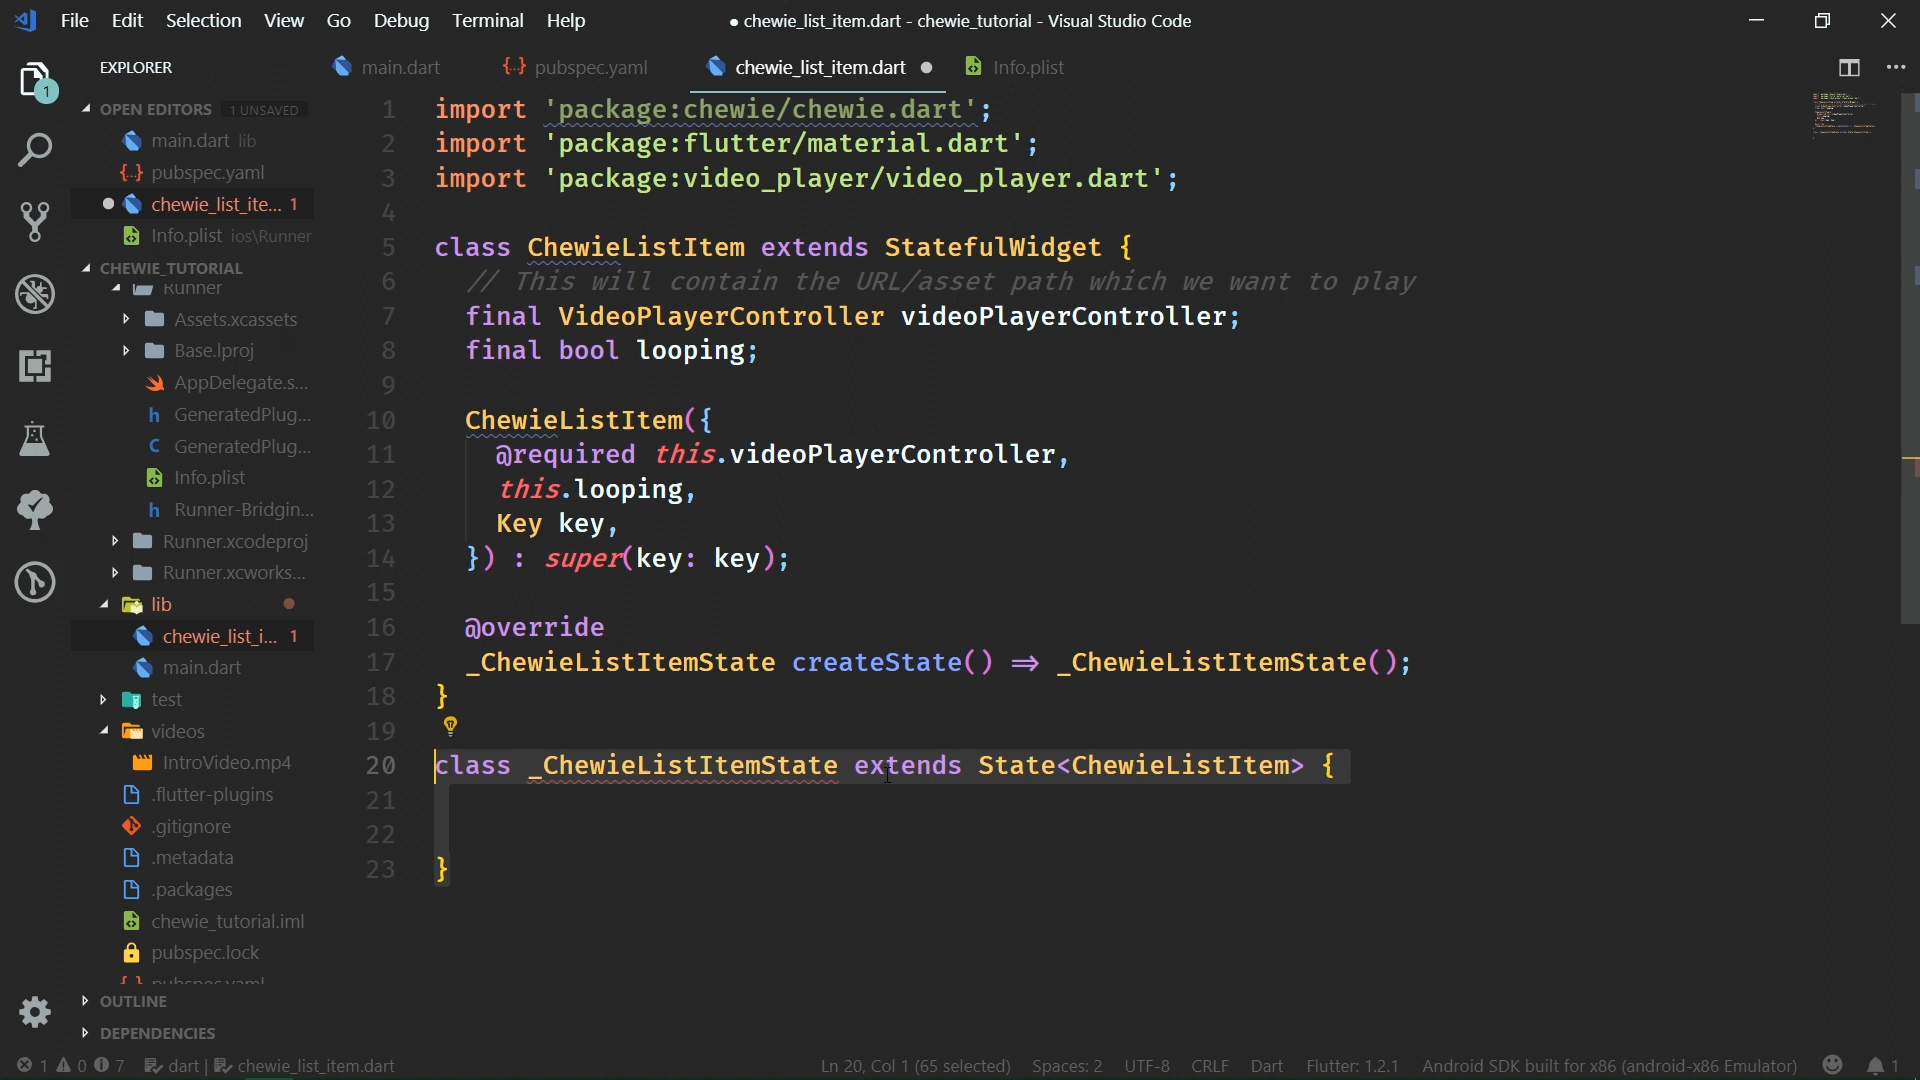 File Edit Selection View Go Debug Terminal Help ● chewie_list_item.dart - chewie_tutorial - Visual Studio Code
EXPLORER
main.dart pubspec.yaml chewie_list_item.dart Info.plist
1
OPEN EDITORS 1 UNSAVED
main.dart lib
pubspec.yaml
chewie_list_ite... 1
Info.plist ios\Runner
CHEWIE_TUTORIAL
Runner
Assets.xcassets
Base.lproj
AppDelegate.s...
h GeneratedPlug...
C GeneratedPlug...
Info.plist
h Runner-Bridgin...
Runner.xcodeproj
Runner.xcworks...
lib
chewie_list_i... 1
main.dart
test
videos
IntroVideo.mp4
.flutter-plugins
.gitignore
.metadata
.packages
chewie_tutorial.iml
pubspec.lock
pubspec.yaml
OUTLINE
DEPENDENCIES
1 import 'package:chewie/chewie.dart';
2 import 'package:flutter/material.dart';
3 import 'package:video_player/video_player.dart';
4
5 class ChewieListItem extends StatefulWidget {
6 // This will contain the URL/asset path which we want to play
7 final VideoPlayerController videoPlayerController;
8 final bool looping;
9
10 ChewieListItem({
11 @required this.videoPlayerController,
12 this.looping,
13 Key key,
14 }) : super(key: key);
15
16 @override
17 _ChewieListItemState createState() => _ChewieListItemState();
18 }
19
20 class _ChewieListItemState extends State<ChewieListItem> {
21
22
23 }
1 0 7 dart | chewie_list_item.dart Ln 20, Col 1 (65 selected) Spaces: 2 UTF-8 CRLF Dart Flutter: 1.2.1 Android SDK built for x86 (android-x86 Emulator) 1